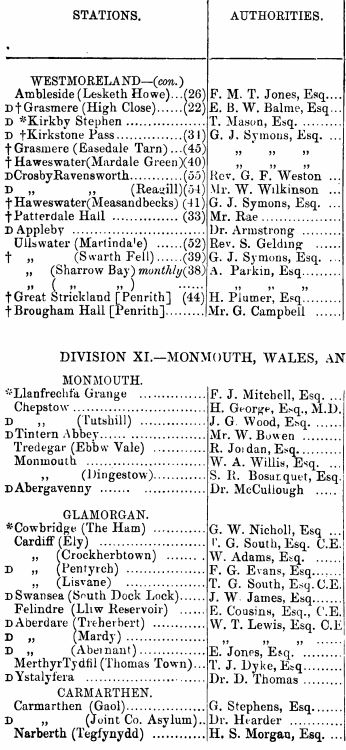 STATIONS. AUTHORITIES.
WESTMORELAND—(con.)
Ambleside (Lesketh Howe)...(26) F. M. T. Jones, Esq....
D †Grasmere (High Close)......(22) E. B. W. Balme, Esq...
D *Kirkby Stephen .................. T. Mason, Esq. ...
D †Kirkstone Pass ...............(31) G. J. Symons, Esq. ...
†Grasmere (Easedale Tarn) ...(45) „ „ „
†Haweswater(Mardale Green)(40) „ „ „
D CrosbyRavensworth............(55) Rev. G. F. Weston ...
D „ „ (Reagill)(54) Mr. W. Wilkinson ...
†Haweswater(Measandbecks) (41) G. J. Symons, Esq. ...
†Patterdale Hall ............(33) Mr. Rae ..................
D Appleby ........................... Dr. Armstrong .........
Ullswater (Martindale) ......(52) Rev. S. Gelding ......
† „ (Swarth Fell) ......(39) G. J. Symons, Esq. ...
„ (Sharrow Bay) monthly(38) A. Parkin, Esq.........
„ ( „ „ ) ...... „ „ „
†Great Strickland [Penrith] (44) H. Plumer, Esq.........
†Brougham Hall [Penrith]......... Mr. G. Campbell ......
DIVISION XI.—MONMOUTH, WALES, AN
MONMOUTH.
*Llanfrechfa Grange ............... F. J. Mitchell, Esq. ...
Chepstow .............................. H. George, Esq., M.D.
D „ (Tutshill) ............... J. G. Wood, Esq. ......
D Tintern Abbey..................... Mr. W. Bowen .........
Tredegar (Ebbw Vale) ............ R. Jordan, Esq.........
Monmouth ........................... W. A. Willis, Esq. ...
„ (Dingestow)............ S. R. Bosanquet, Esq.
D Abergavenny ..................... Dr. McCullough .....
GLAMORGAN.
*Cowbridge (The Ham) ............ G. W. Nicholl, Esq ...
Cardiff (Ely) ..................... T. G. South, Esq. C.E.
„ (Crockherbtown) ......... W. Adams, Esq. ......
D „ (Pentyrch) ............... F. G. Evans, Esq......
„ (Lisvane) ............... T. G. South, Esq. C.E.
D Swansea (South Dock Lock)...... J. W. James, Esq......
Felindre (Lliw Reservoir) ...... E. Cousins, Esq., C.E.
D Aberdare (Treherbert) ............ W. T. Lewis, Esq. C.E
D „ (Mardy) ............... „ „ „
D „ (Abernant) ............... E. Jones, Esq. .........
MerthyrTydfil (Thomas Town)... T. J. Dyke, Esq.........
D Ystalyfera ........................ Dr. D. Thomas .........
CARMARTHEN.
Carmarthen (Gaol).................. G. Stephens, Esq......
D „ (Joint Co. Asylum).. Dr. Hearder ............
Narberth (Tegfynydd) ............ H. S. Morgan, Esq. ...